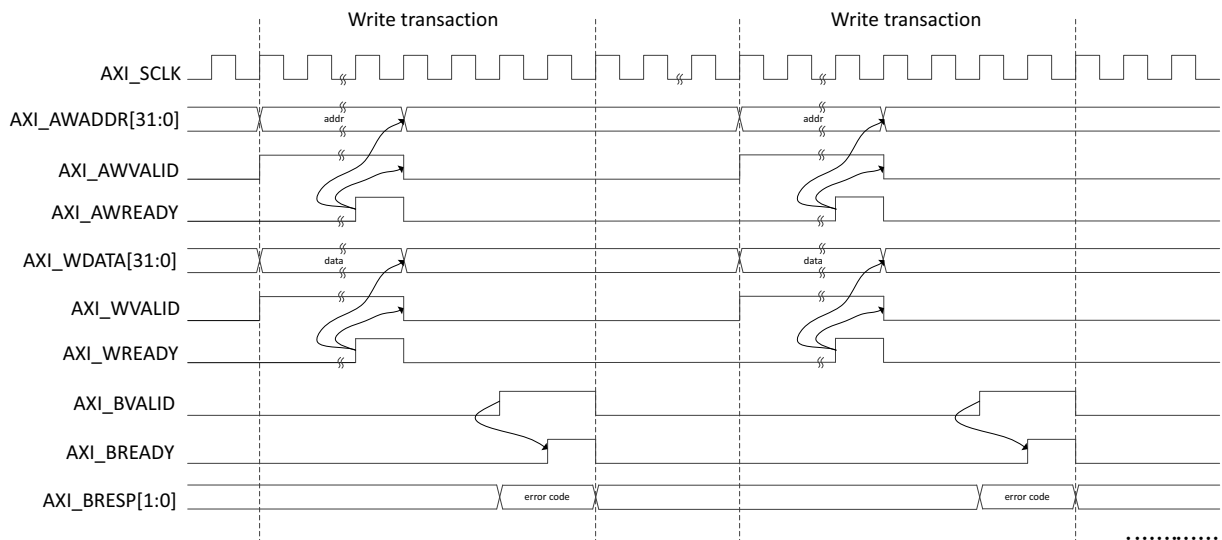 Write transaction Write transaction
AXI_SCLK
AXI_AWADDR[31:0] addr addr
AXI_AWVALID
AXI_AWREADY
AXI_WDATA[31:0] data data
AXI_WVALID
AXI_WREADY
AXI_BVALID
AXI_BREADY
AXI_BRESP[1:0] error code error code
..............